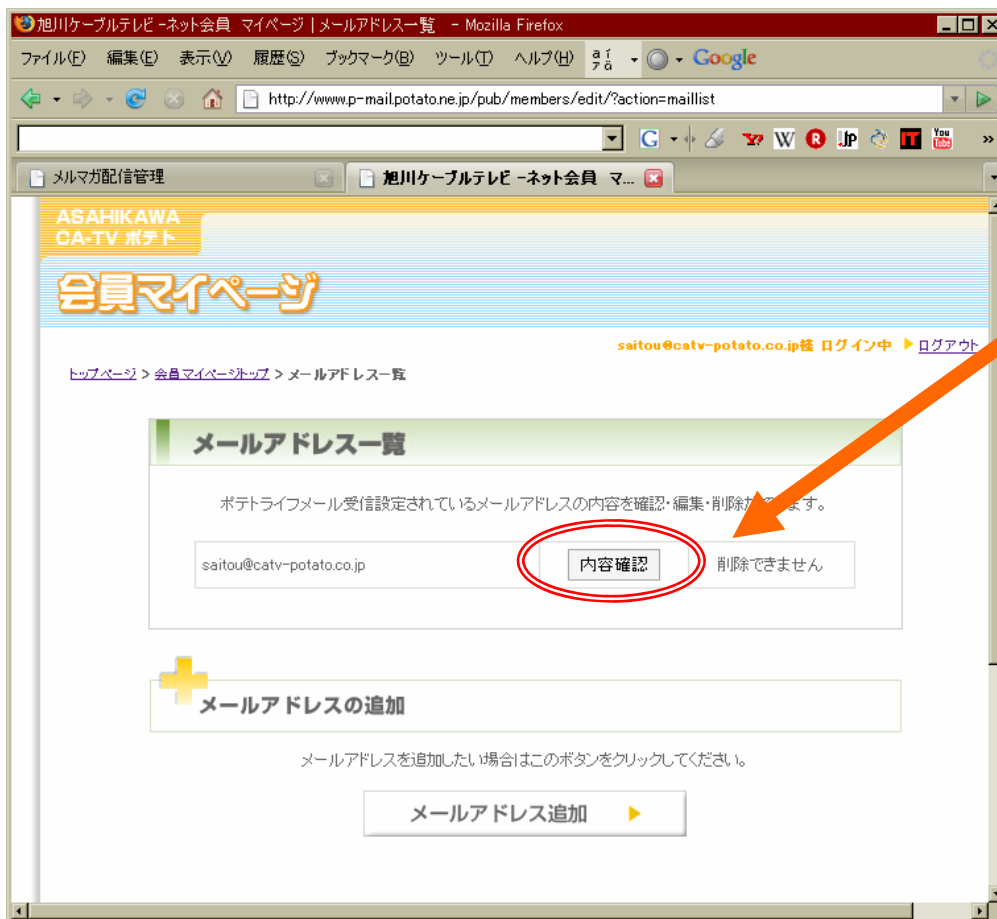 旭川ケーブルテレビ -ネット会員 マイページ | メールアドレス一覧 - Mozilla Firefox
ファイル(F) 編集(E) 表示(V) 履歴(S) ブックマーク(B) ツール(T) ヘルプ(H) Google
http://www.p-mail.potato.ne.jp/pub/members/edit/?action=maillist
G Y! W R .JP IT You Tube »
メルマガ配信管理 旭川ケーブルテレビ -ネット会員 マ...
ASAHIKAWA
CA-TV ポテト
会員マイページ
saitou@catv-potato.co.jp様 ログイン中 ログアウト
トップページ > 会員マイページトップ > メールアドレス一覧
メールアドレス一覧
ポテトライフメール受信設定されているメールアドレスの内容を確認・編集・削除ができます。
saitou@catv-potato.co.jp 内容確認 削除できません
メールアドレスの追加
メールアドレスを追加したい場合はこのボタンをクリックしてください。
メールアドレス追加